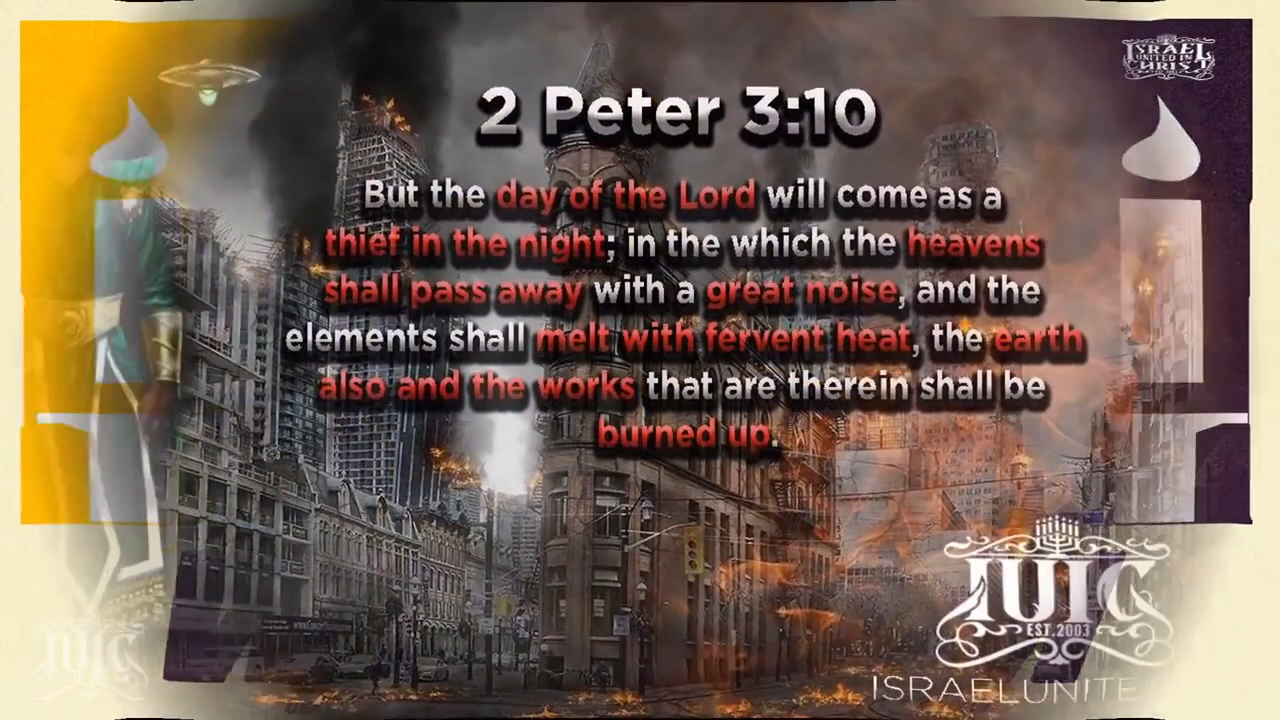 ISRAEL
UNITED IN
CHRIST
2 Peter 3:10
But the day of the Lord will come as a
thief in the night; in the which the heavens
shall pass away with a great noise, and the
elements shall melt with fervent heat, the earth
also and the works that are therein shall be
burned up.
IUIC
EST. 2003
ISRAELUNITE
IUIC